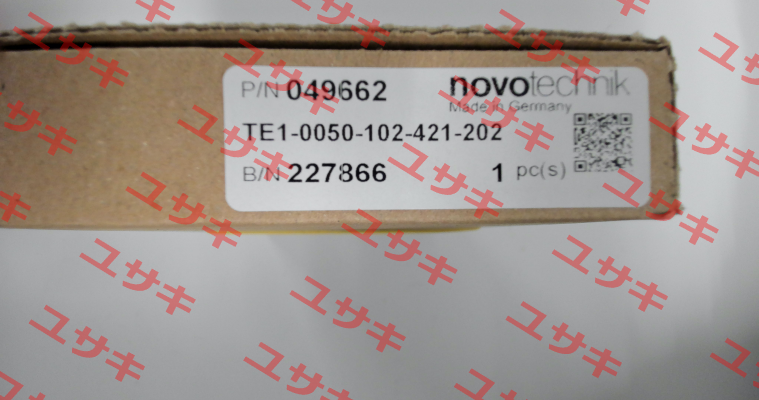 P/N 049662
novotechnik
Made in Germany
TE1-0050-102-421-202
B/N 227866
1 pc(s)
ユサキ